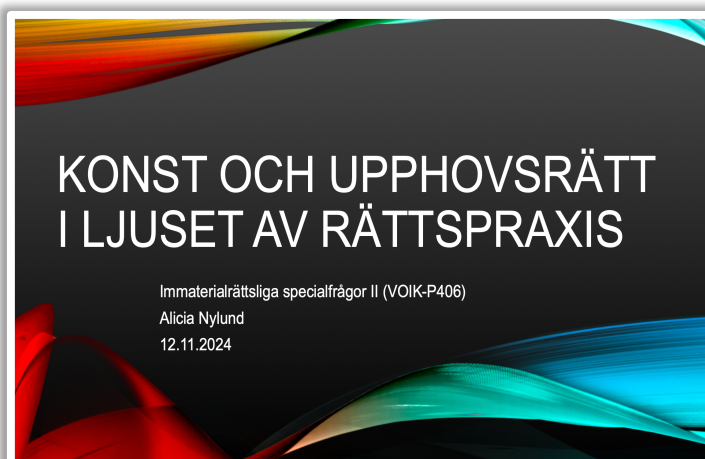 KONST OCH UPPHOVSRÄTT
I LJUSET AV RÄTTSPRAXIS
Immaterialrättsliga specialfrågor II (VOIK-P406)
Alicia Nylund
12.11.2024